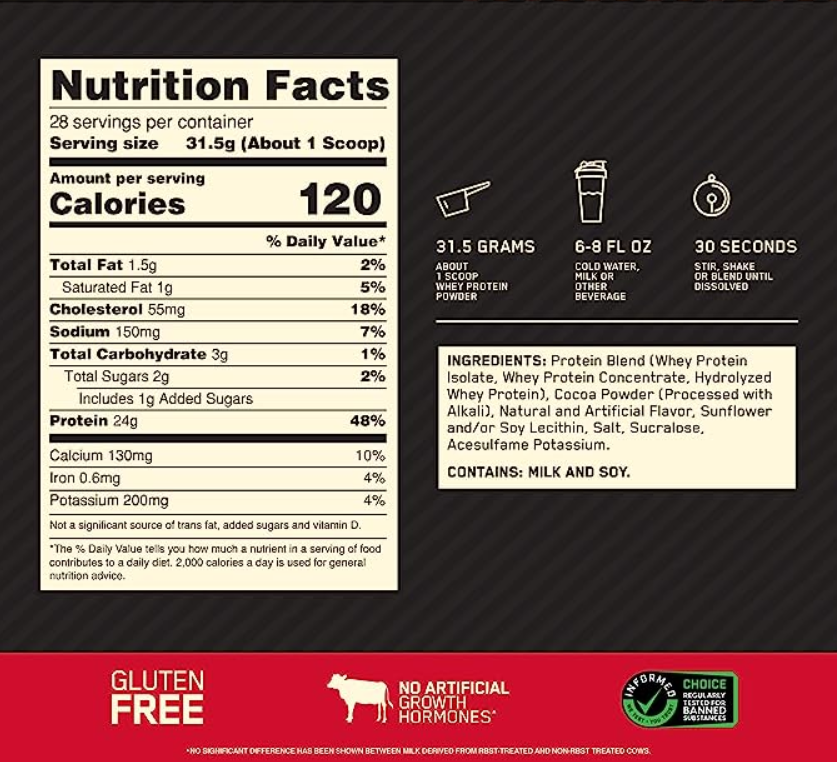 Nutrition Facts
28 servings per container
Serving size 31.5g (About 1 Scoop)
Amount per serving
Calories 120
% Daily Value*
Total Fat 1.5g 2%
Saturated Fat 1g 5%
Cholesterol 55mg 18%
Sodium 150mg 7%
Total Carbohydrate 3g 1%
Total Sugars 2g 2%
Includes 1g Added Sugars
Protein 24g 48%
Calcium 130mg 10%
Iron 0.6mg 4%
Potassium 200mg 4%
Not a significant source of trans fat, added sugars and vitamin D.
*The % Daily Value tells you how much a nutrient in a serving of food
contributes to a daily diet. 2,000 calories a day is used for general
nutrition advice.
31.5 GRAMS
ABOUT
1 SCOOP
WHEY PROTEIN
POWDER
6-8 FL OZ
COLD WATER,
MILK OR
OTHER
BEVERAGE
30 SECONDS
STIR, SHAKE
OR BLEND UNTIL
DISSOLVED
INGREDIENTS: Protein Blend (Whey Protein
Isolate, Whey Protein Concentrate, Hydrolyzed
Whey Protein), Cocoa Powder (Processed with
Alkali), Natural and Artificial Flavor, Sunflower
and/or Soy Lecithin, Salt, Sucralose,
Acesulfame Potassium.
CONTAINS: MILK AND SOY.
GLUTEN
FREE
NO ARTIFICIAL
GROWTH
HORMONES*
INFORMED
WE TEST • YOU TRUST
CHOICE
REGULARLY
TESTED FOR
BANNED
SUBSTANCES
*NO SIGNIFICANT DIFFERENCE HAS BEEN SHOWN BETWEEN MILK DERIVED FROM RBST-TREATED AND NON-RBST TREATED COWS.